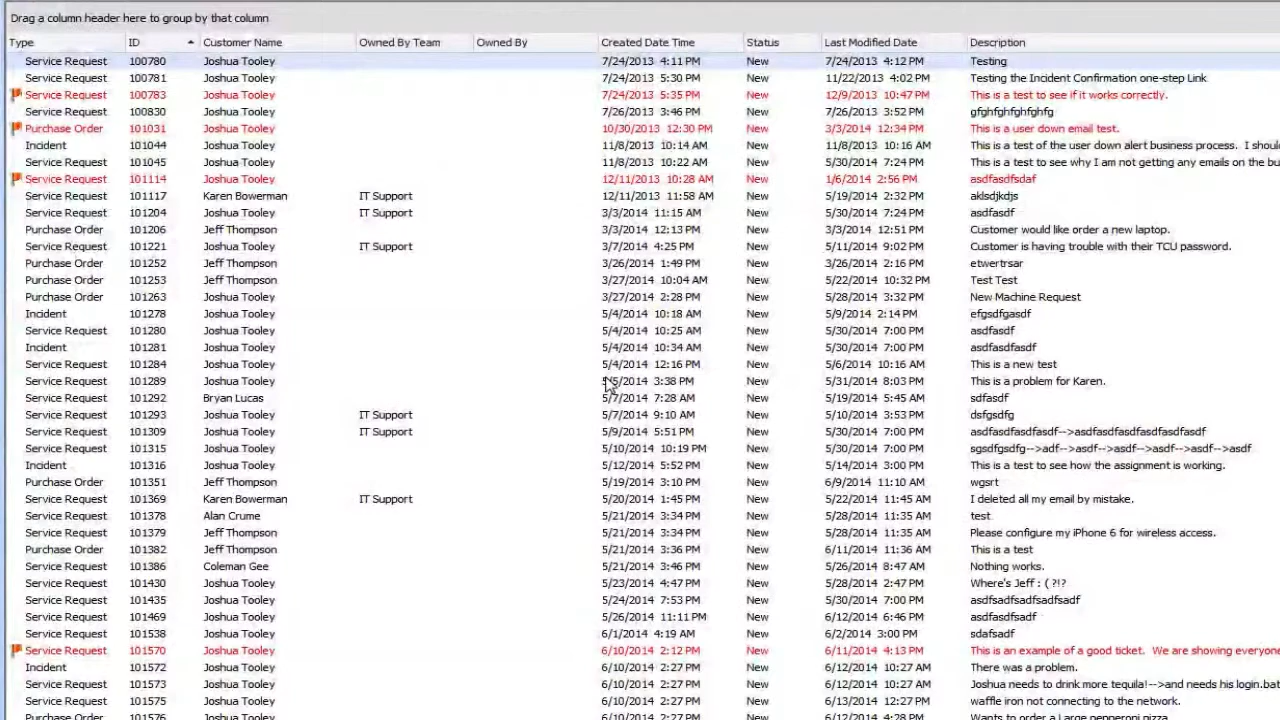 Drag a column header here to group by that column
Type ID Customer Name Owned By Team Owned By Created Date Time Status Last Modified Date Description
Service Request 100780 Joshua Tooley 7/24/2013 4:11 PM New 7/24/2013 4:12 PM Testing
Service Request 100781 Joshua Tooley 7/24/2013 5:30 PM New 11/22/2013 4:02 PM Testing the Incident Confirmation one-step Link
Service Request 100783 Joshua Tooley 7/24/2013 5:35 PM New 12/9/2013 10:47 PM This is a test to see if it works correctly.
Service Request 100830 Joshua Tooley 7/26/2013 3:46 PM New 7/26/2013 3:52 PM gfghfghfghfghfg
Purchase Order 101031 Joshua Tooley 10/30/2013 12:30 PM New 3/3/2014 12:34 PM This is a user down email test.
Incident 101044 Joshua Tooley 11/8/2013 10:14 AM New 11/8/2013 10:16 AM This is a test of the user down alert business process. I shoul
Service Request 101045 Joshua Tooley 11/8/2013 10:22 AM New 5/30/2014 7:24 PM This is a test to see why I am not getting any emails on the bu
Service Request 101114 Joshua Tooley 12/11/2013 10:28 AM New 1/6/2014 2:56 PM asdfasdfsdaf
Service Request 101117 Karen Bowerman IT Support 12/11/2013 11:58 AM New 5/19/2014 2:32 PM aklsdjkdjs
Service Request 101204 Joshua Tooley IT Support 3/3/2014 11:15 AM New 5/30/2014 7:24 PM asdfasdf
Purchase Order 101206 Jeff Thompson 3/3/2014 12:13 PM New 3/3/2014 12:51 PM Customer would like order a new laptop.
Service Request 101221 Joshua Tooley IT Support 3/7/2014 4:25 PM New 5/11/2014 9:02 PM Customer is having trouble with their TCU password.
Purchase Order 101252 Jeff Thompson 3/26/2014 1:49 PM New 3/26/2014 2:16 PM etwertrsar
Purchase Order 101253 Jeff Thompson 3/27/2014 10:04 AM New 5/22/2014 10:32 PM Test Test
Purchase Order 101263 Joshua Tooley 3/27/2014 2:28 PM New 5/28/2014 3:32 PM New Machine Request
Incident 101278 Joshua Tooley 5/4/2014 10:18 AM New 5/9/2014 2:14 PM efgsdfgasdf
Service Request 101280 Joshua Tooley 5/4/2014 10:25 AM New 5/30/2014 7:00 PM asdfasdf
Incident 101281 Joshua Tooley 5/4/2014 10:34 AM New 5/30/2014 7:00 PM asdfasdfasdf
Service Request 101284 Joshua Tooley 5/4/2014 12:16 PM New 5/6/2014 10:16 AM This is a new test
Service Request 101289 Joshua Tooley 5/5/2014 3:38 PM New 5/31/2014 8:03 PM This is a problem for Karen.
Service Request 101292 Bryan Lucas 5/7/2014 7:28 AM New 5/19/2014 5:45 AM sdfasdf
Service Request 101293 Joshua Tooley IT Support 5/7/2014 9:10 AM New 5/10/2014 3:53 PM dsfgsdfg
Service Request 101309 Joshua Tooley IT Support 5/9/2014 5:51 PM New 5/30/2014 7:00 PM asdfasdfasdfasdf-->asdfasdfasdfasdfasdfasdf
Service Request 101315 Joshua Tooley 5/10/2014 10:19 PM New 5/30/2014 7:00 PM sgsdfgsdfg-->adf-->asdf-->asdf-->asdf-->asdf-->asdf
Incident 101316 Joshua Tooley 5/12/2014 5:52 PM New 5/14/2014 3:00 PM This is a test to see how the assignment is working.
Purchase Order 101351 Jeff Thompson 5/19/2014 3:10 PM New 6/9/2014 11:10 AM wgsrt
Service Request 101369 Karen Bowerman IT Support 5/20/2014 1:45 PM New 5/22/2014 11:45 AM I deleted all my email by mistake.
Service Request 101378 Alan Crume 5/21/2014 3:34 PM New 5/28/2014 11:35 AM test
Service Request 101379 Jeff Thompson 5/21/2014 3:34 PM New 5/28/2014 11:35 AM Please configure my iPhone 6 for wireless access.
Purchase Order 101382 Jeff Thompson 5/21/2014 3:36 PM New 6/11/2014 11:36 AM This is a test
Service Request 101386 Coleman Gee 5/21/2014 3:46 PM New 5/26/2014 8:47 AM Nothing works.
Service Request 101430 Joshua Tooley 5/23/2014 4:47 PM New 5/28/2014 2:47 PM Where's Jeff : ( ?!?
Service Request 101435 Joshua Tooley 5/24/2014 7:53 PM New 5/30/2014 7:00 PM asdfsadfsadfsadfsadf
Service Request 101469 Joshua Tooley 5/26/2014 11:11 PM New 6/12/2014 6:46 PM asdfasdfsadf
Service Request 101538 Joshua Tooley 6/1/2014 4:19 AM New 6/2/2014 3:00 PM sdafsadf
Service Request 101570 Joshua Tooley 6/10/2014 2:12 PM New 6/11/2014 4:13 PM This is an example of a good ticket. We are showing everyone
Incident 101572 Joshua Tooley 6/10/2014 2:27 PM New 6/12/2014 10:27 AM There was a problem.
Service Request 101573 Joshua Tooley 6/10/2014 2:27 PM New 6/12/2014 10:27 AM Joshua needs to drink more tequila!-->and needs his login.bat
Service Request 101575 Joshua Tooley 6/10/2014 2:27 PM New 6/13/2014 12:27 PM waffle iron not connecting to the network.
Purchase Order 101576 Joshua Tooley 6/10/2014 2:27 PM New 6/12/2014 4:28 PM Wants to order a Large pepperoni pizza